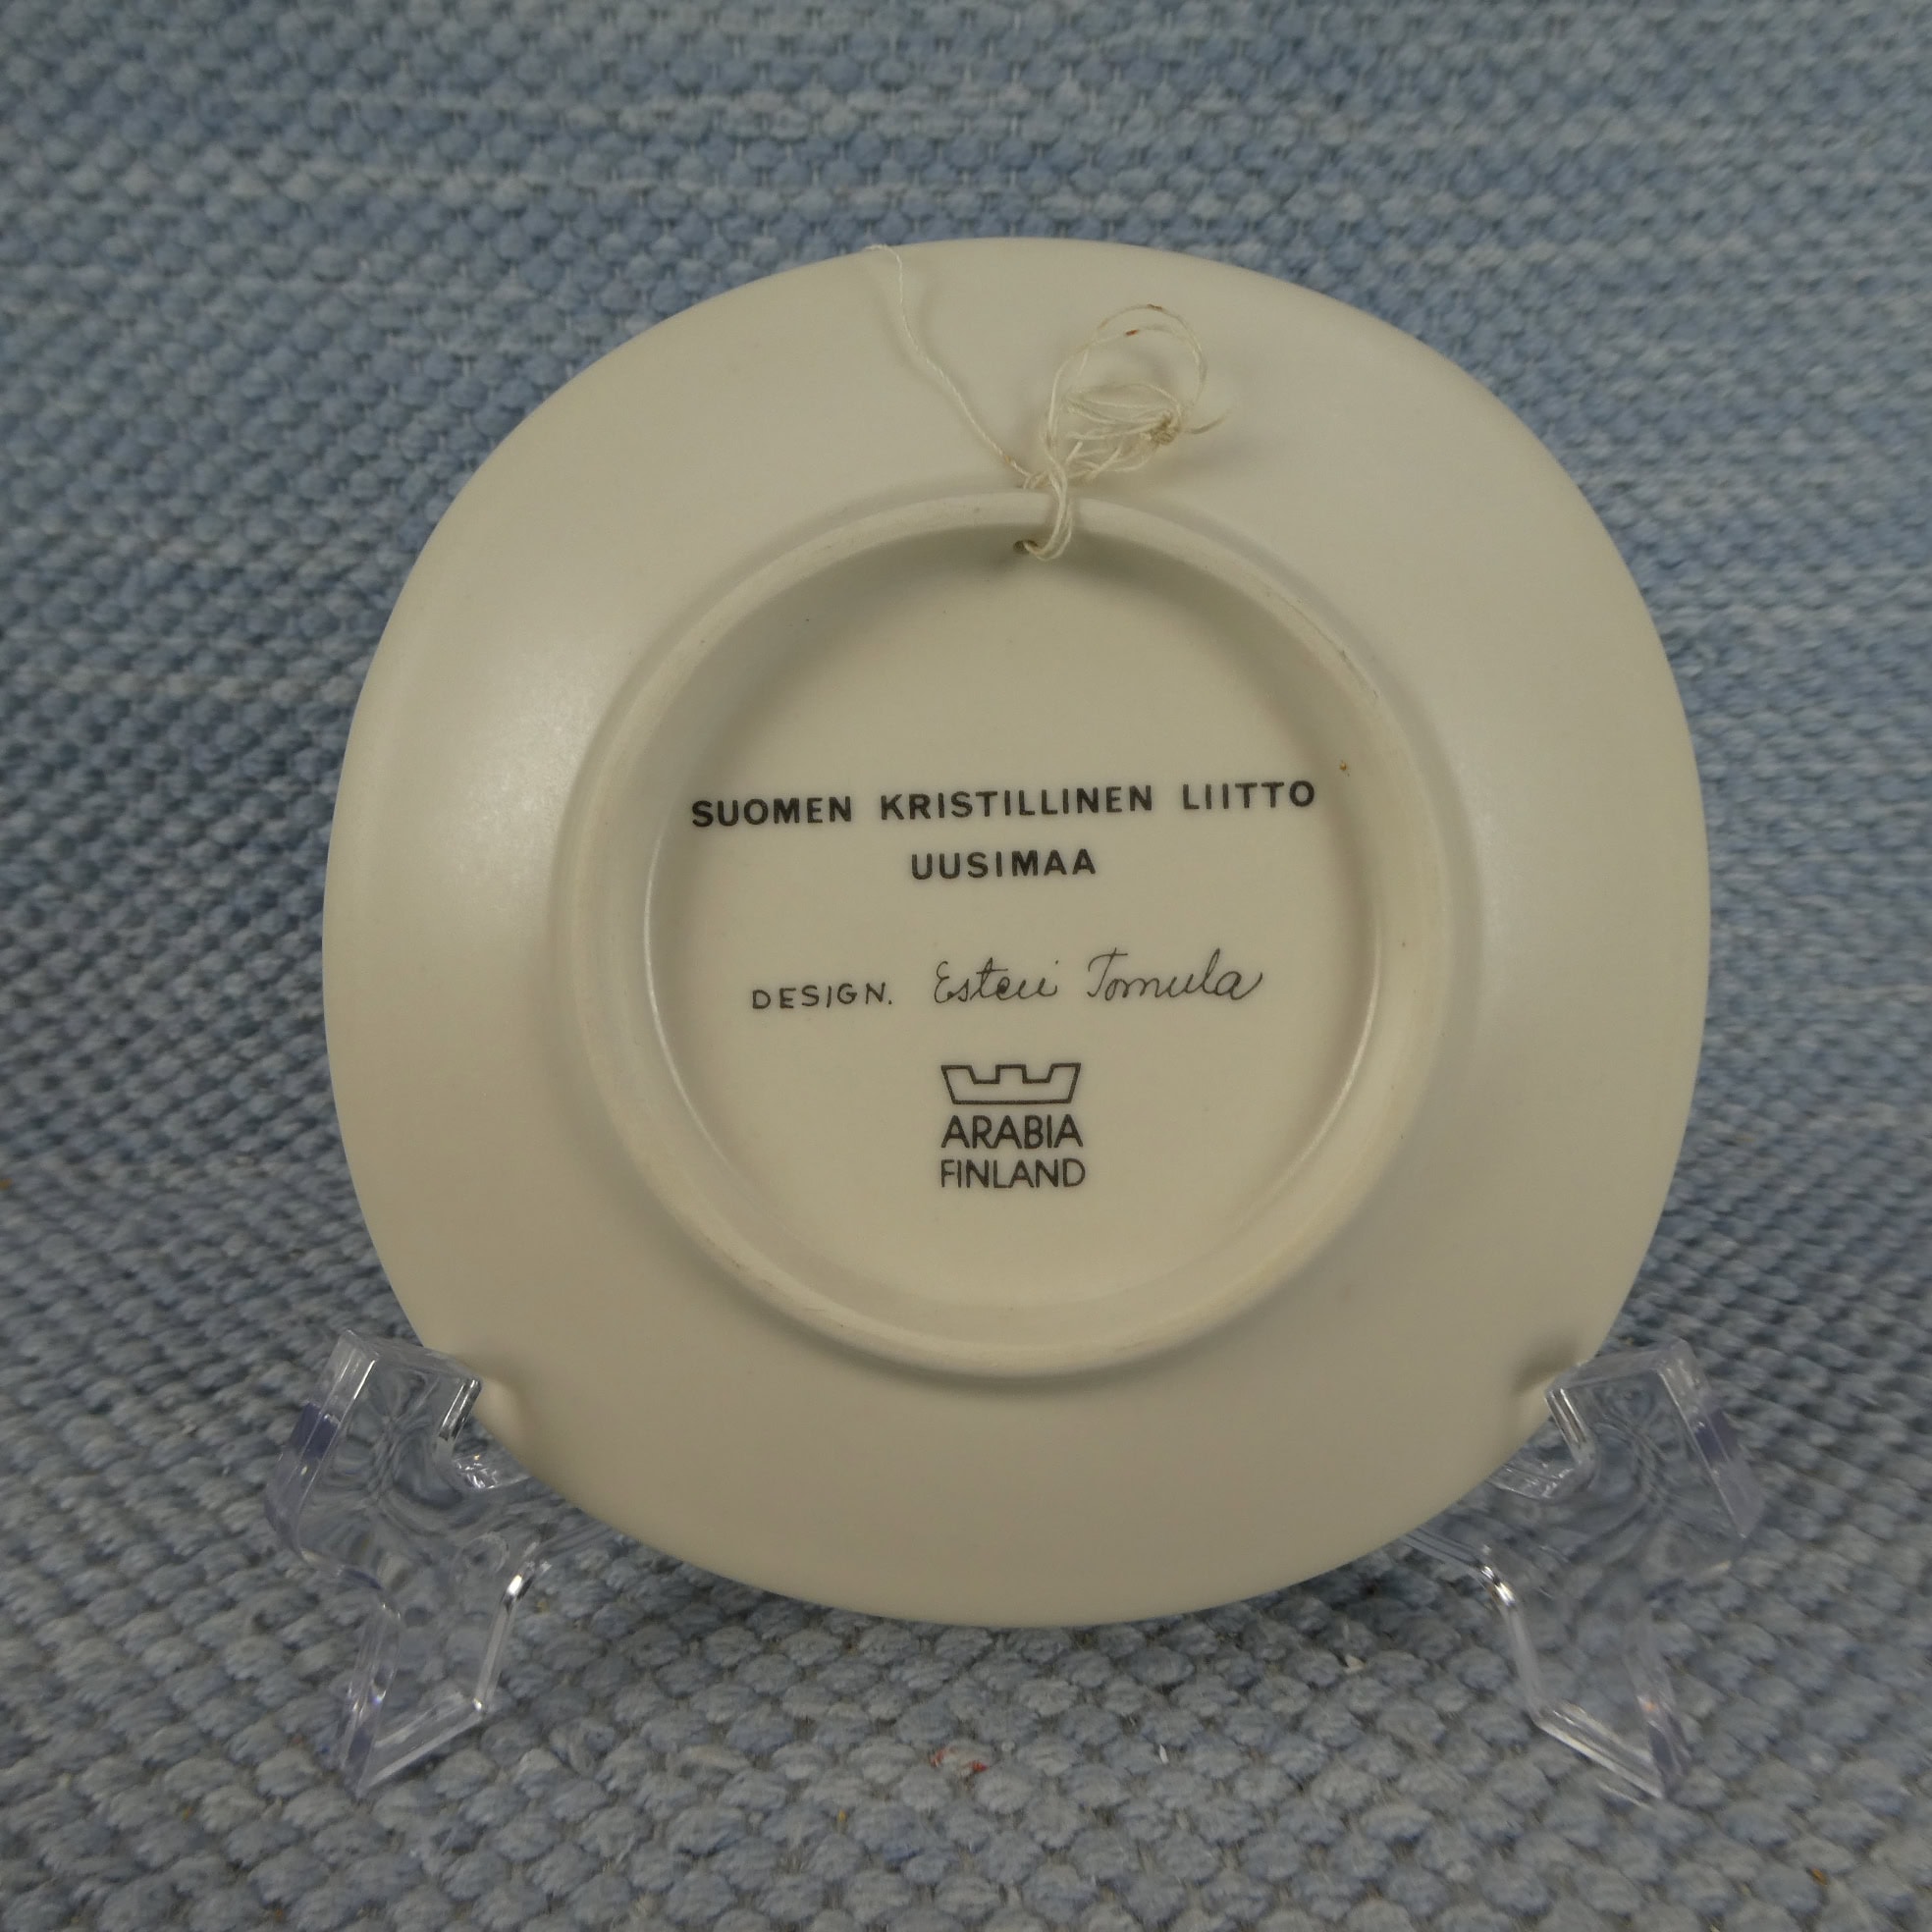 SUOMEN KRISTILLINEN LIITTO
UUSIMAA
DESIGN. Esteri Tomula
ARABIA
FINLAND